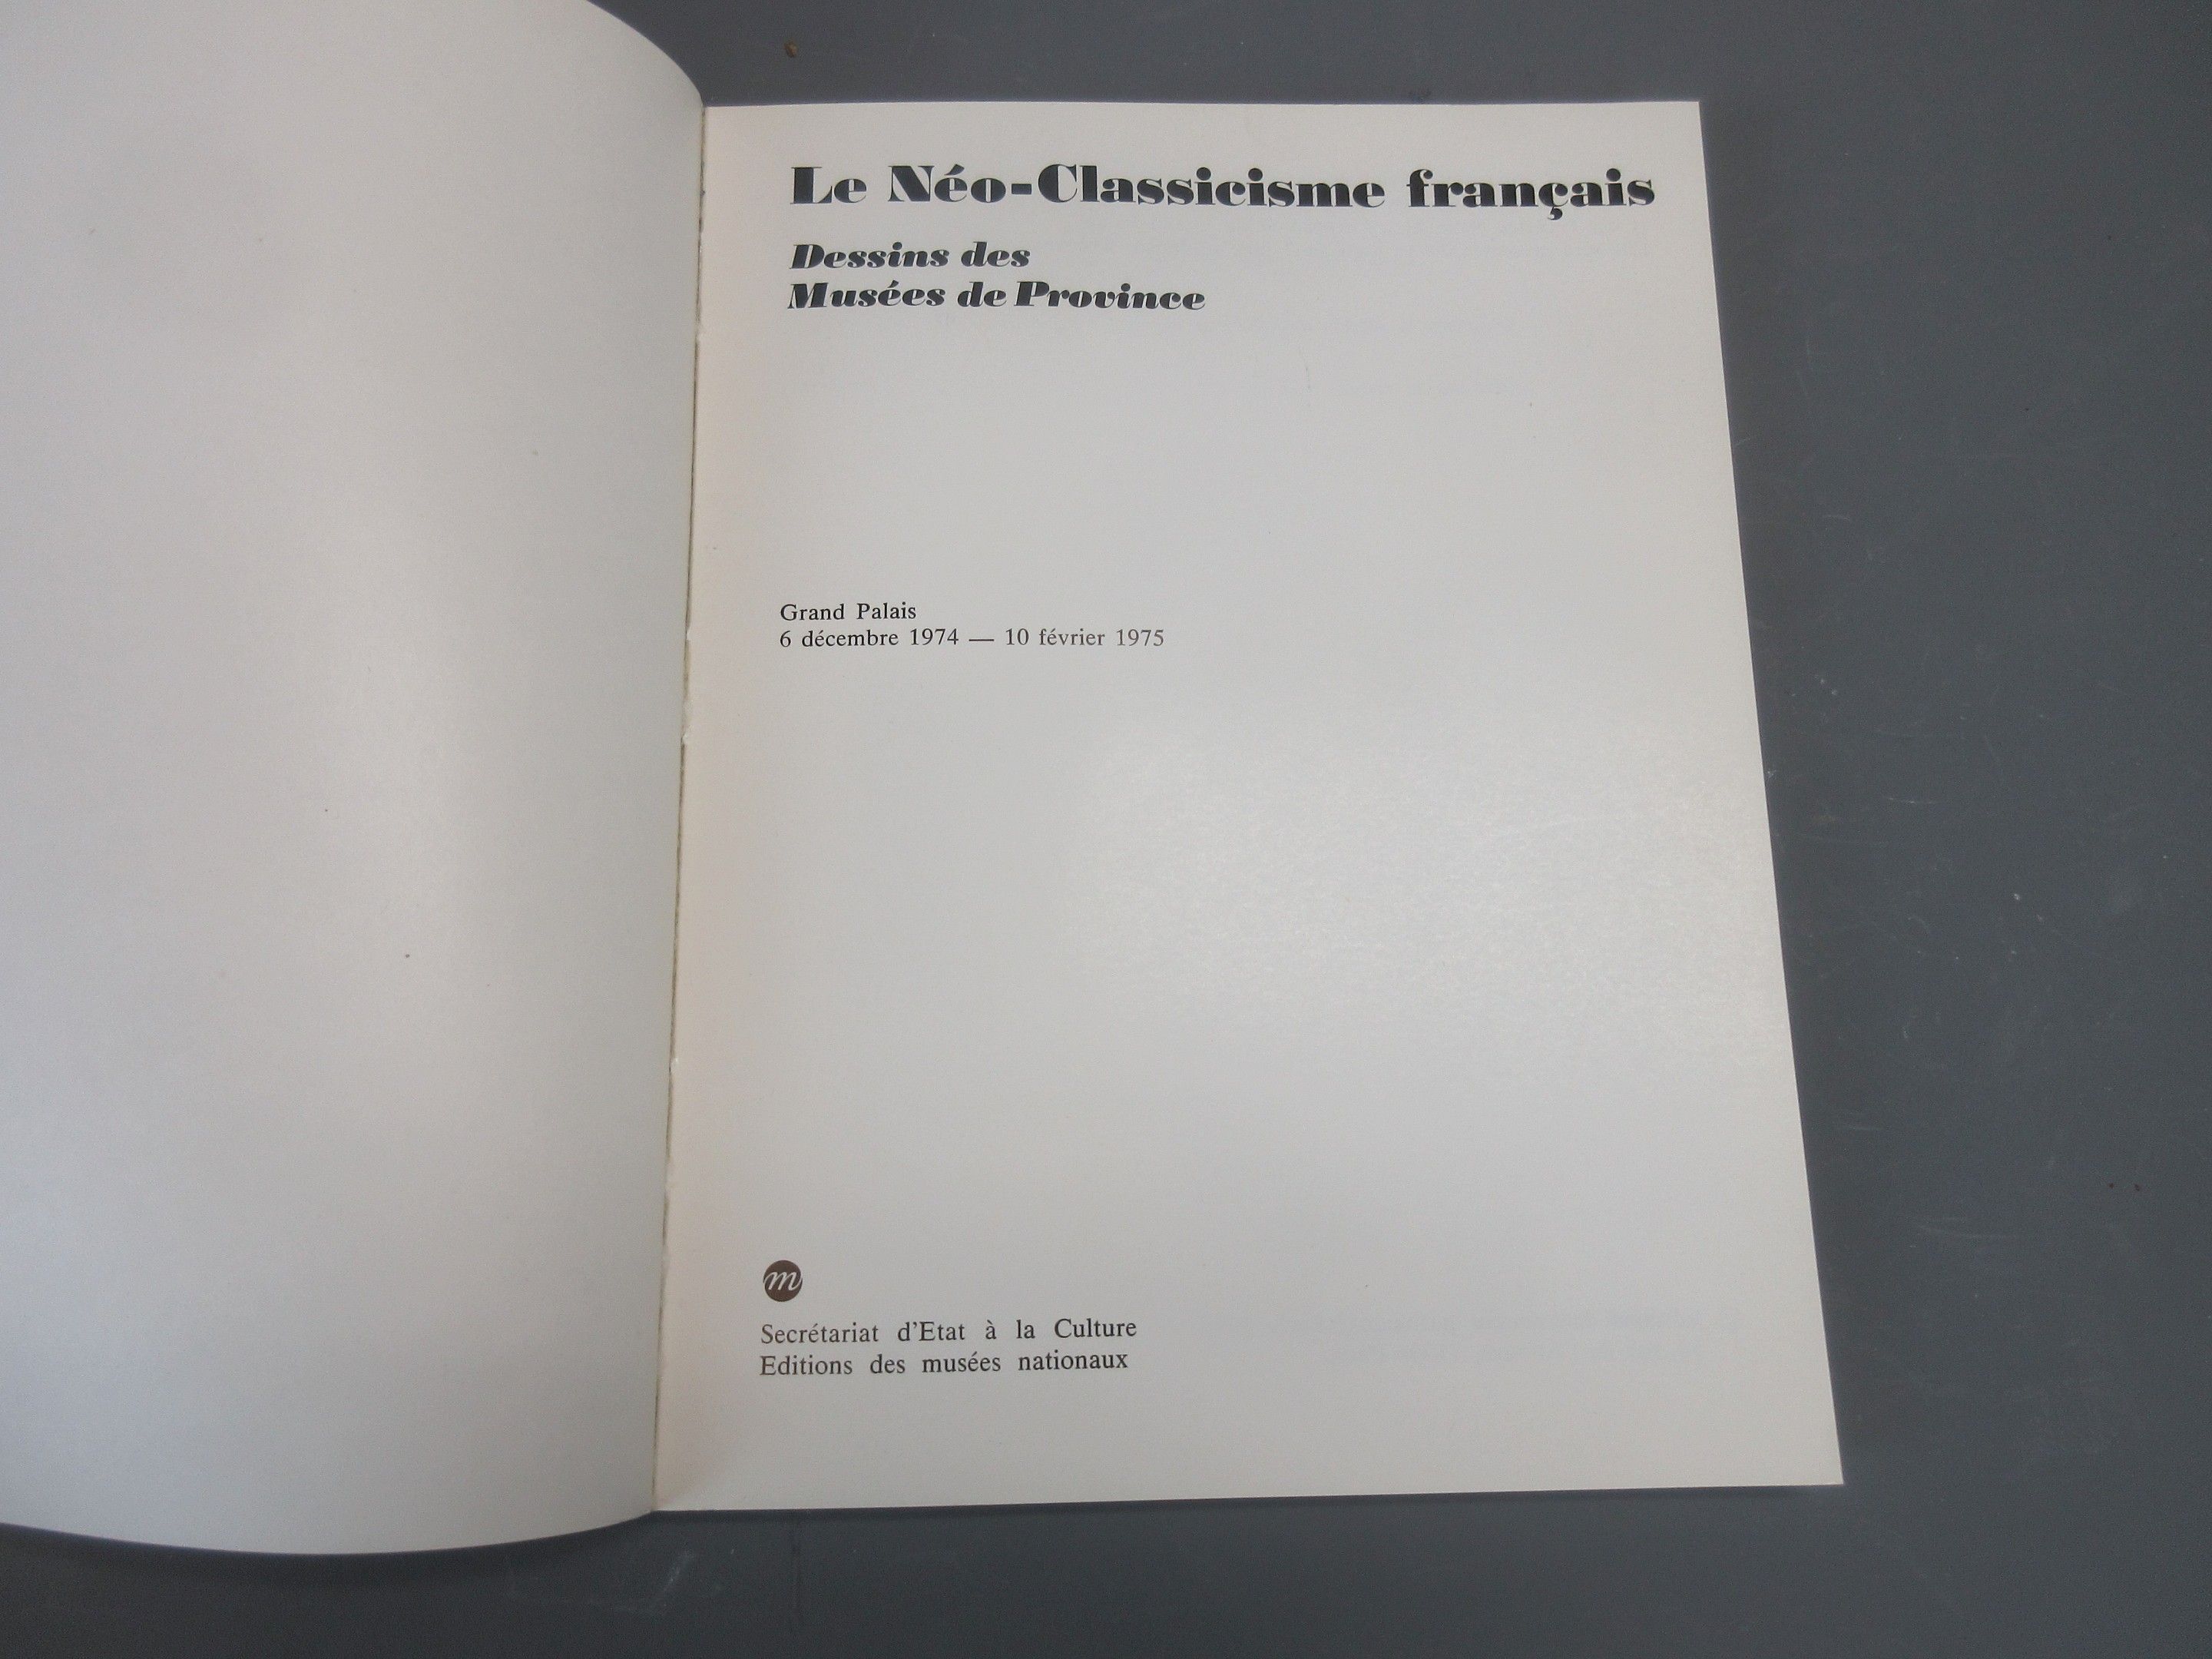 Le Néo-Classicisme français
Dessins des
Musées de Province
Grand Palais
6 décembre 1974 — 10 février 1975
m
Secrétariat d'Etat à la Culture
Editions des musées nationaux